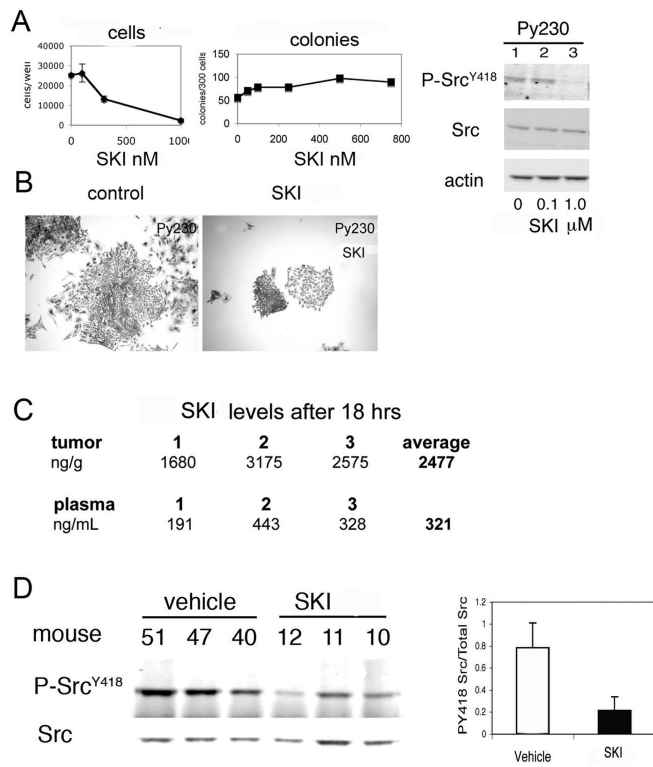 A
cells
cells/well
40000
30000
20000
10000
0
0
500
1000
SKI nM
colonies
colonies/300 cells
150
100
50
0
0
200
400
600
800
SKI nM
Py230
1 2 3
P-SrcY418
Src
actin
0 0.1 1.0
SKI μM
B
control
SKI
Py230
Py230
SKI
C
SKI levels after 18 hrs
tumor 1 2 3 average
ng/g 1680 3175 2575 2477
plasma 1 2 3
ng/mL 191 443 328 321
D
vehicle SKI
mouse 51 47 40 12 11 10
P-SrcY418
Src
PY418 Src/Total Src
1.2
1
0.8
0.6
0.4
0.2
0
Vehicle SKI